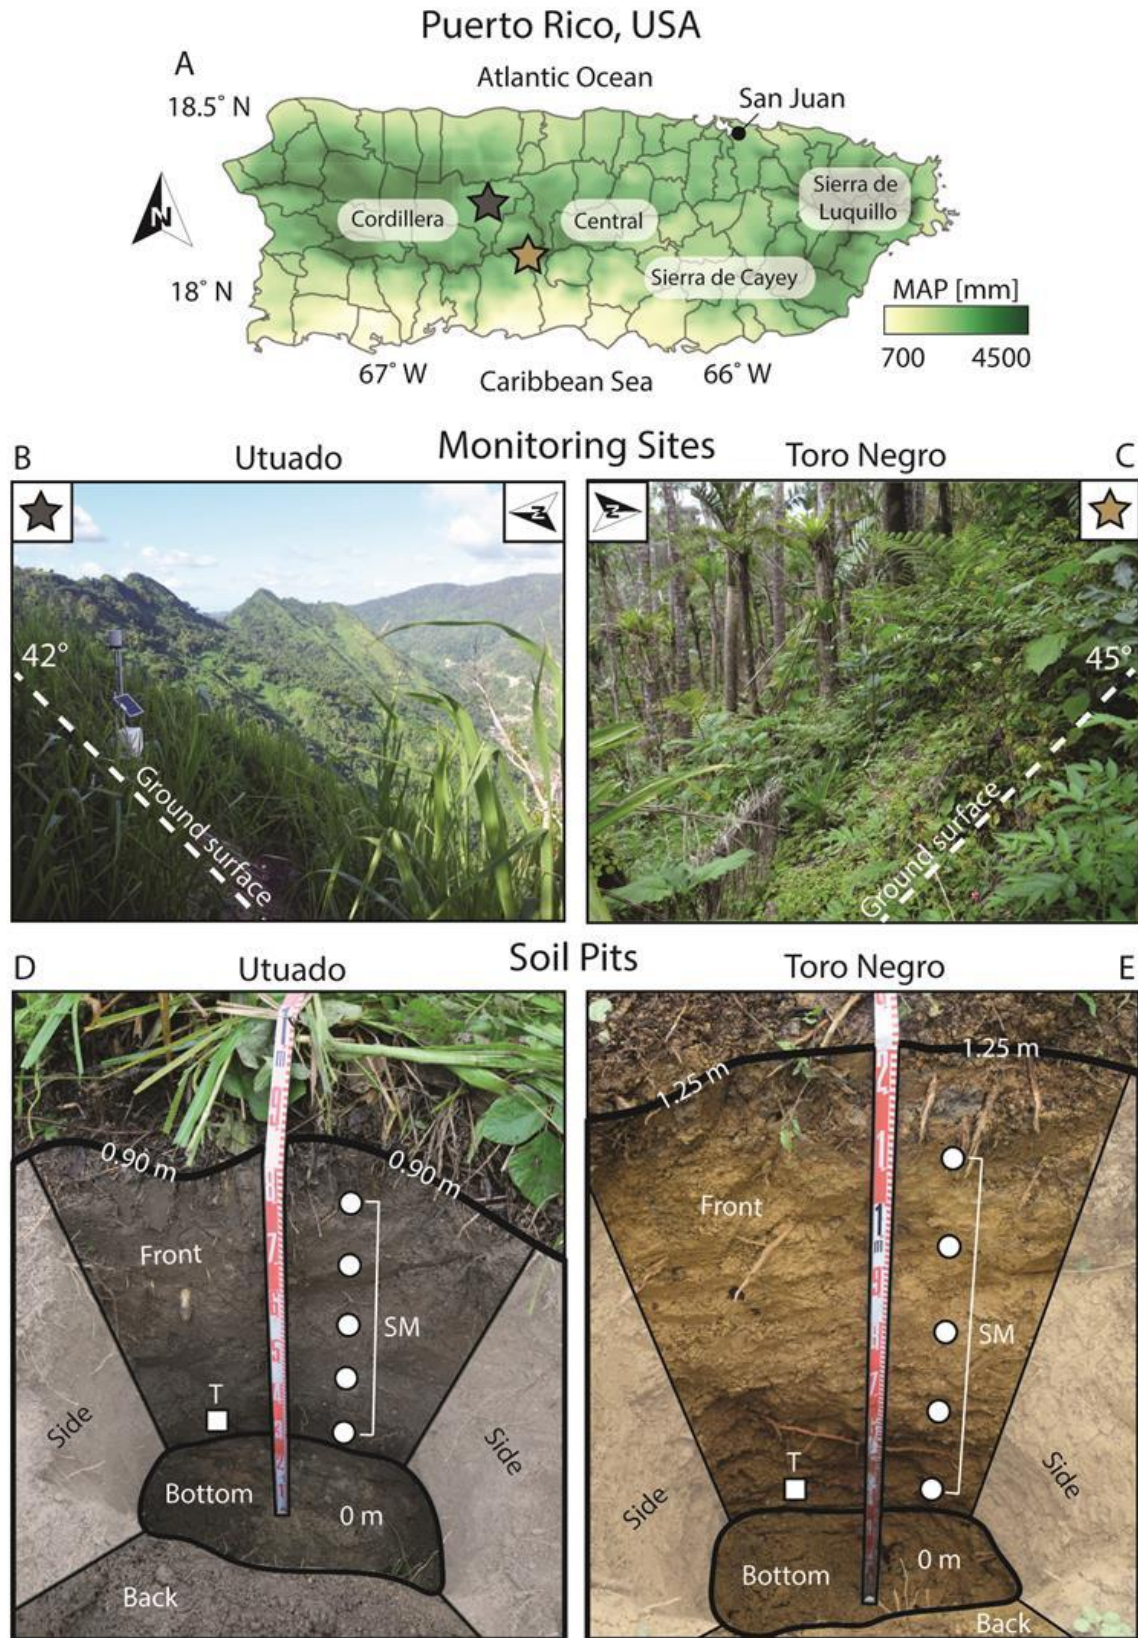 Puerto Rico, USA
A
Atlantic Ocean
18.5° N
San Juan
N
Sierra de
Luquillo
Cordillera
Central
Sierra de Cayey
18° N
MAP [mm]
700 4500
67° W
66° W
Caribbean Sea
Monitoring Sites
B
Utuado
Toro Negro
C
N
N
42°
45°
Ground surface
Ground surface
Soil Pits
D
Utuado
Toro Negro
E
0.90 m
0.90 m
Front
SM
T
Side
Side
Bottom
0 m
Back
1.25 m
1.25 m
Front
SM
T
Side
Side
Bottom
0 m
Back